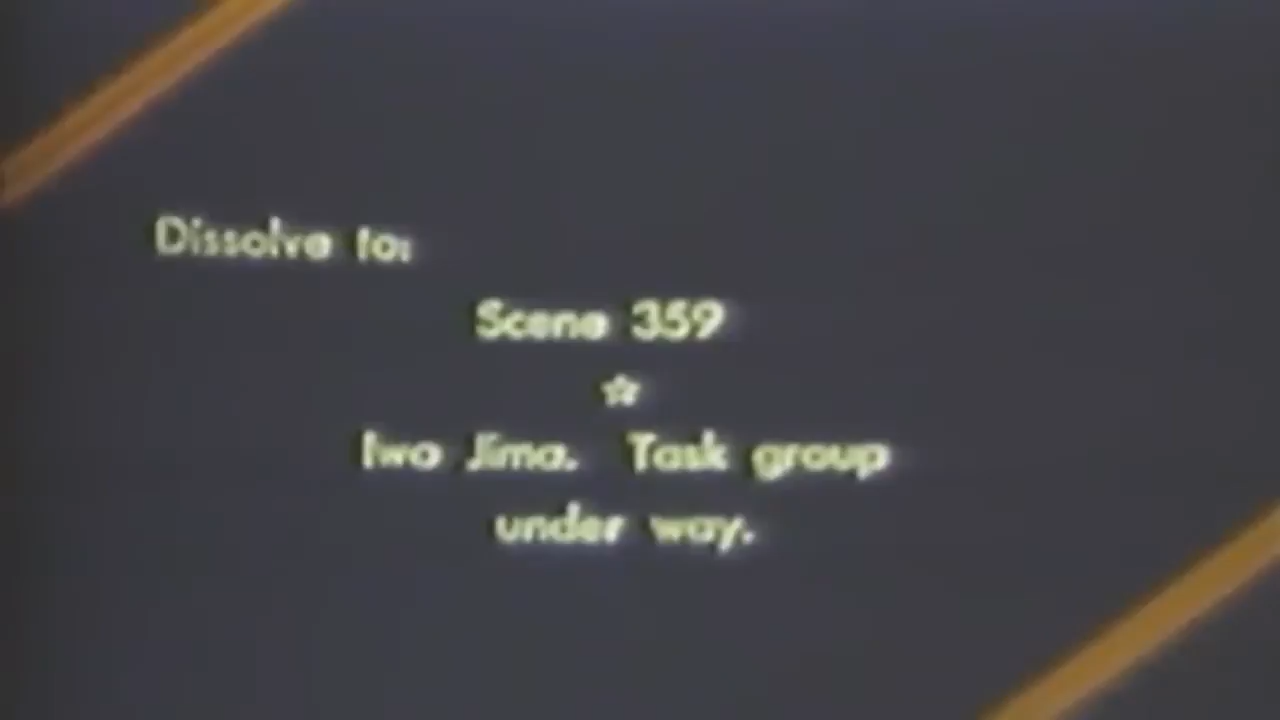 Dissolve to:
Scene 359
☆
Iwo Jima. Task group
under way.